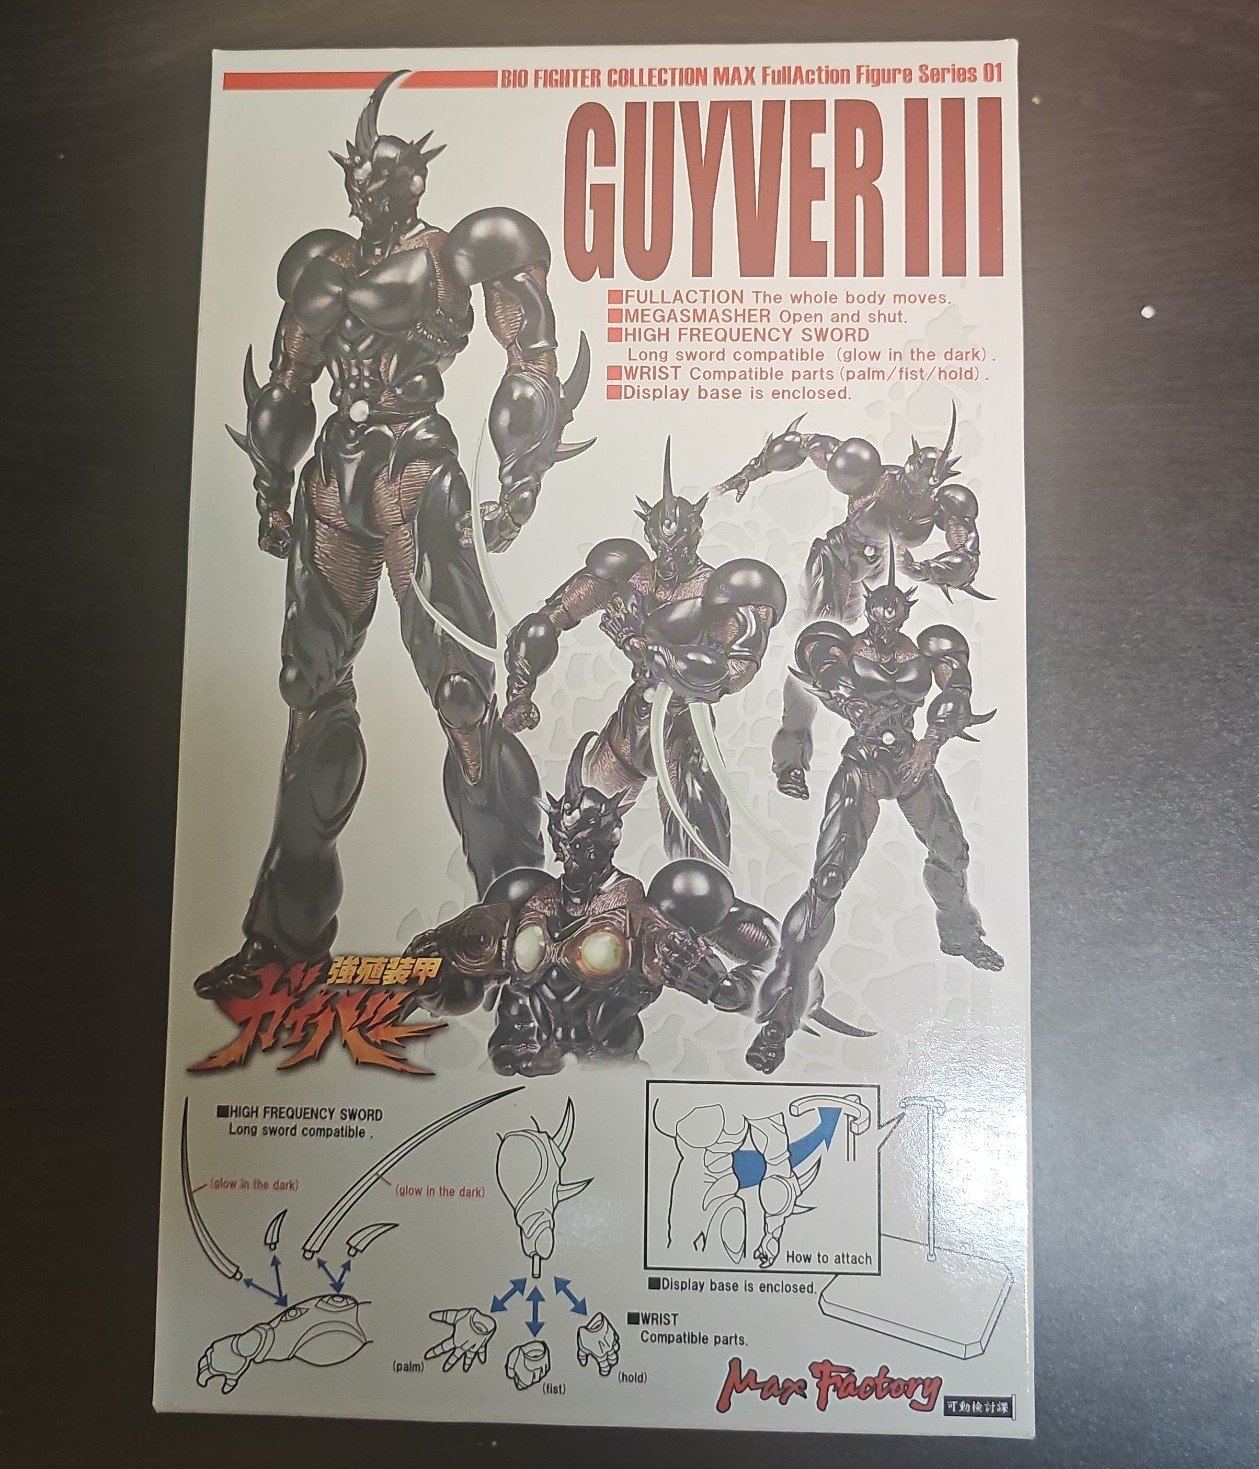 BIO FIGHTER COLLECTION MAX FullAction Figure Series 01
GUYVER III
■FULLACTION The whole body moves.
■MEGASMASHER Open and shut.
■HIGH FREQUENCY SWORD
Long sword compatible (glow in the dark).
■WRIST Compatible parts (palm/fist/hold).
■Display base is enclosed.
強殖装甲
ガイバー
■HIGH FREQUENCY SWORD
Long sword compatible.
(glow in the dark)
(glow in the dark)
How to attach
■Display base is enclosed.
■WRIST
Compatible parts.
(palm)
(fist)
(hold)
Max Factory
可動検討課